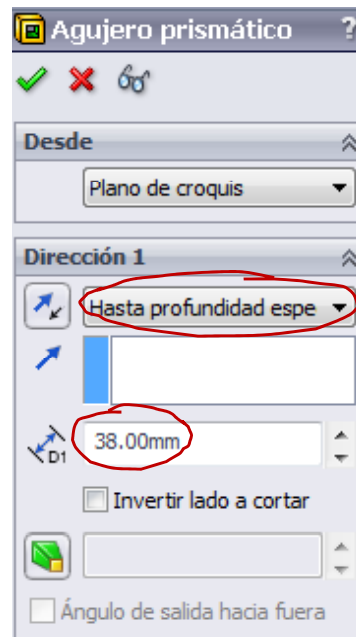 Agujero prismático ?
Desde
Plano de croquis
Dirección 1
Hasta profundidad espe
D1 38.00mm
Invertir lado a cortar
Ángulo de salida hacia fuera